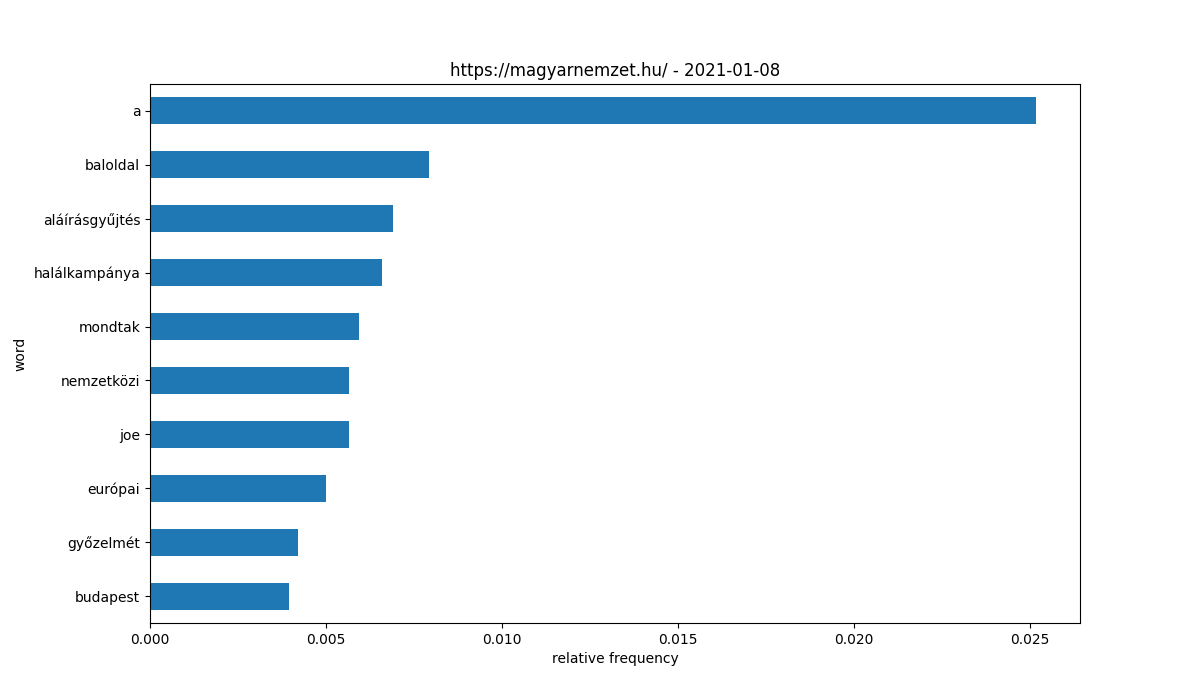 https://magyarnemzet.hu/ - 2021-01-08
a
baloldal
aláírásgyűjtés
halálkampánya
mondtak
nemzetközi
joe
európai
győzelmét
budapest
word
0.000 0.005 0.010 0.015 0.020 0.025
relative frequency